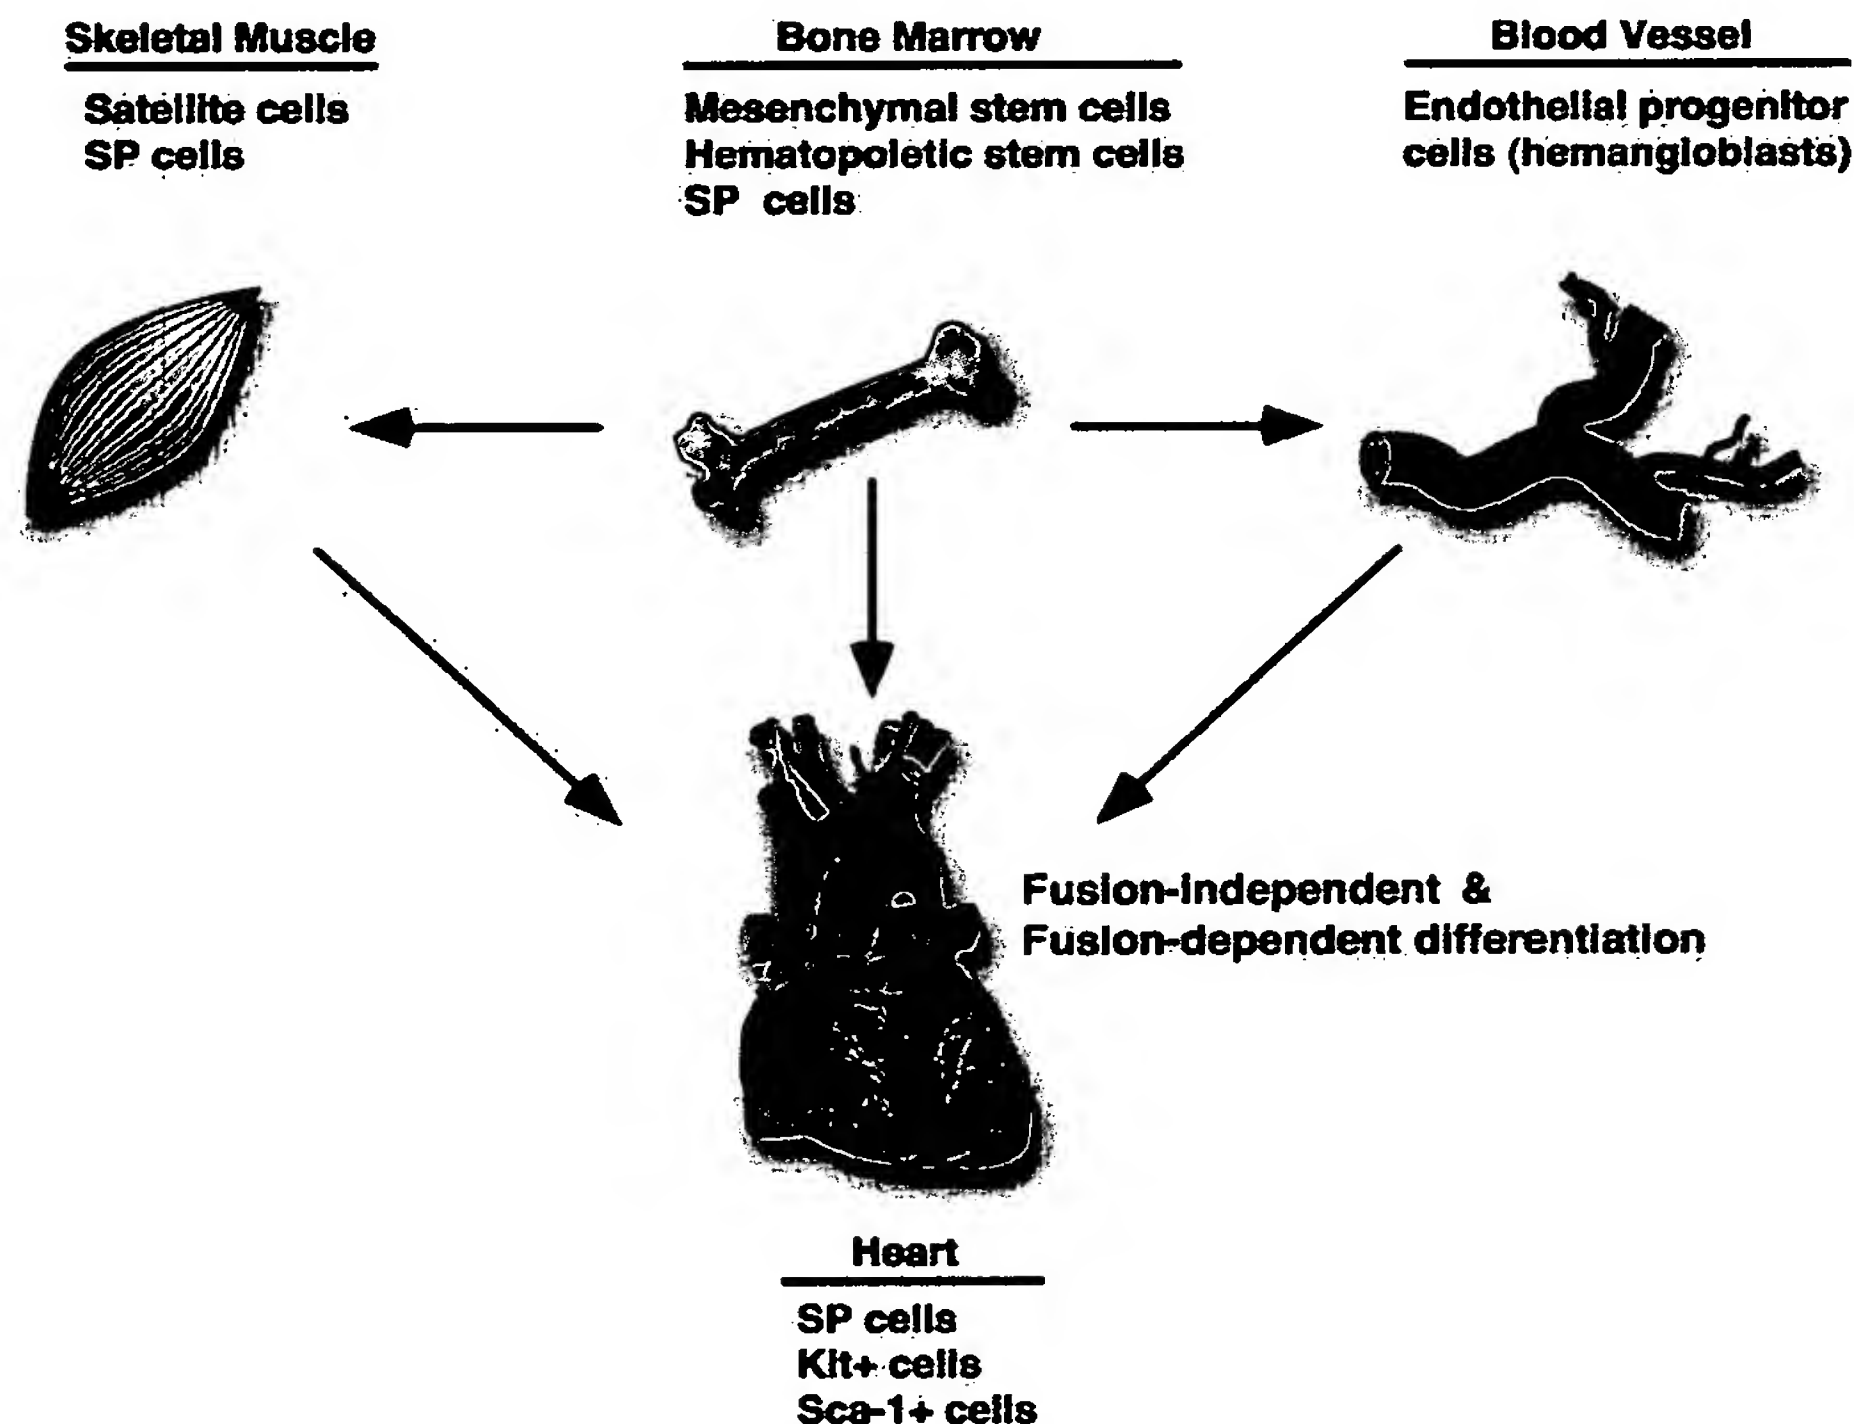 Skeletal Muscle
Satellite cells
SP cells
Bone Marrow
Mesenchymal stem cells
Hematopoietic stem cells
SP cells
Blood Vessel
Endothelial progenitor
cells (hemangioblasts)
Fusion-independent &
Fusion-dependent differentiation
Heart
SP cells
Kit+ cells
Sca-1+ cells